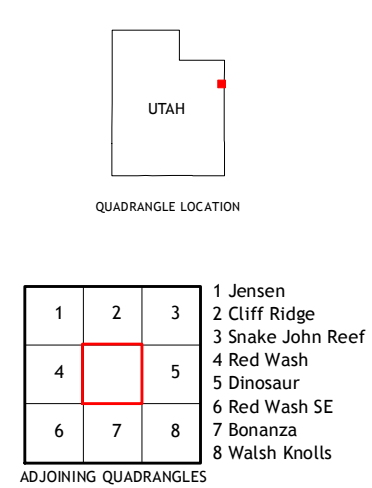 UTAH
QUADRANGLE LOCATION
1 2 3
4 5
6 7 8
1 Jensen
2 Cliff Ridge
3 Snake John Reef
4 Red Wash
5 Dinosaur
6 Red Wash SE
7 Bonanza
8 Walsh Knolls
ADJOINING QUADRANGLES